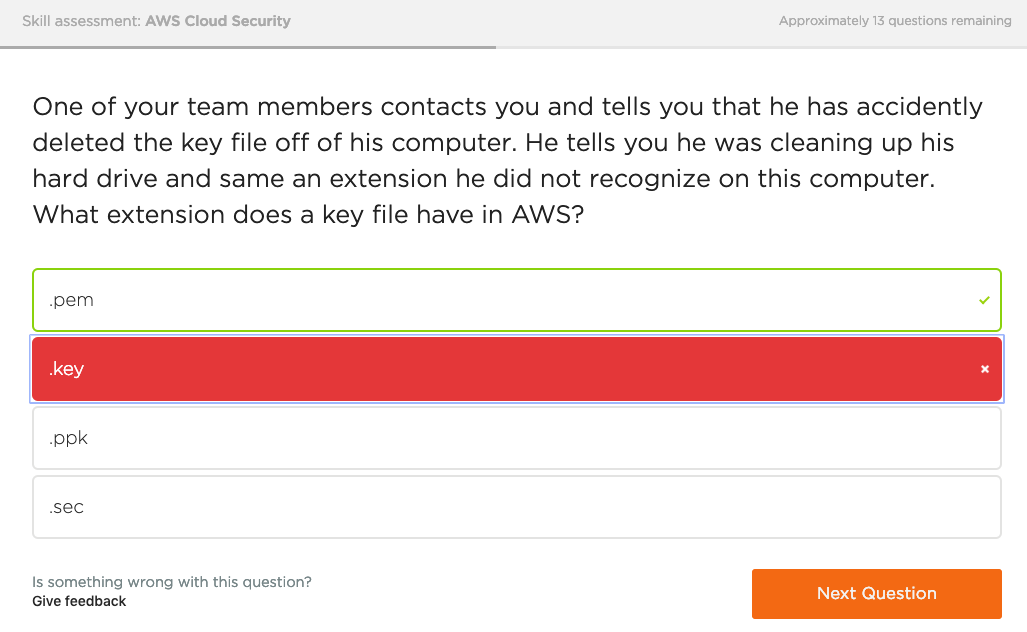 Skill assessment: AWS Cloud Security
Approximately 13 questions remaining
One of your team members contacts you and tells you that he has accidently
deleted the key file off of his computer. He tells you he was cleaning up his
hard drive and same an extension he did not recognize on this computer.
What extension does a key file have in AWS?
.pem
.key
.ppk
.sec
Is something wrong with this question?
Give feedback
Next Question